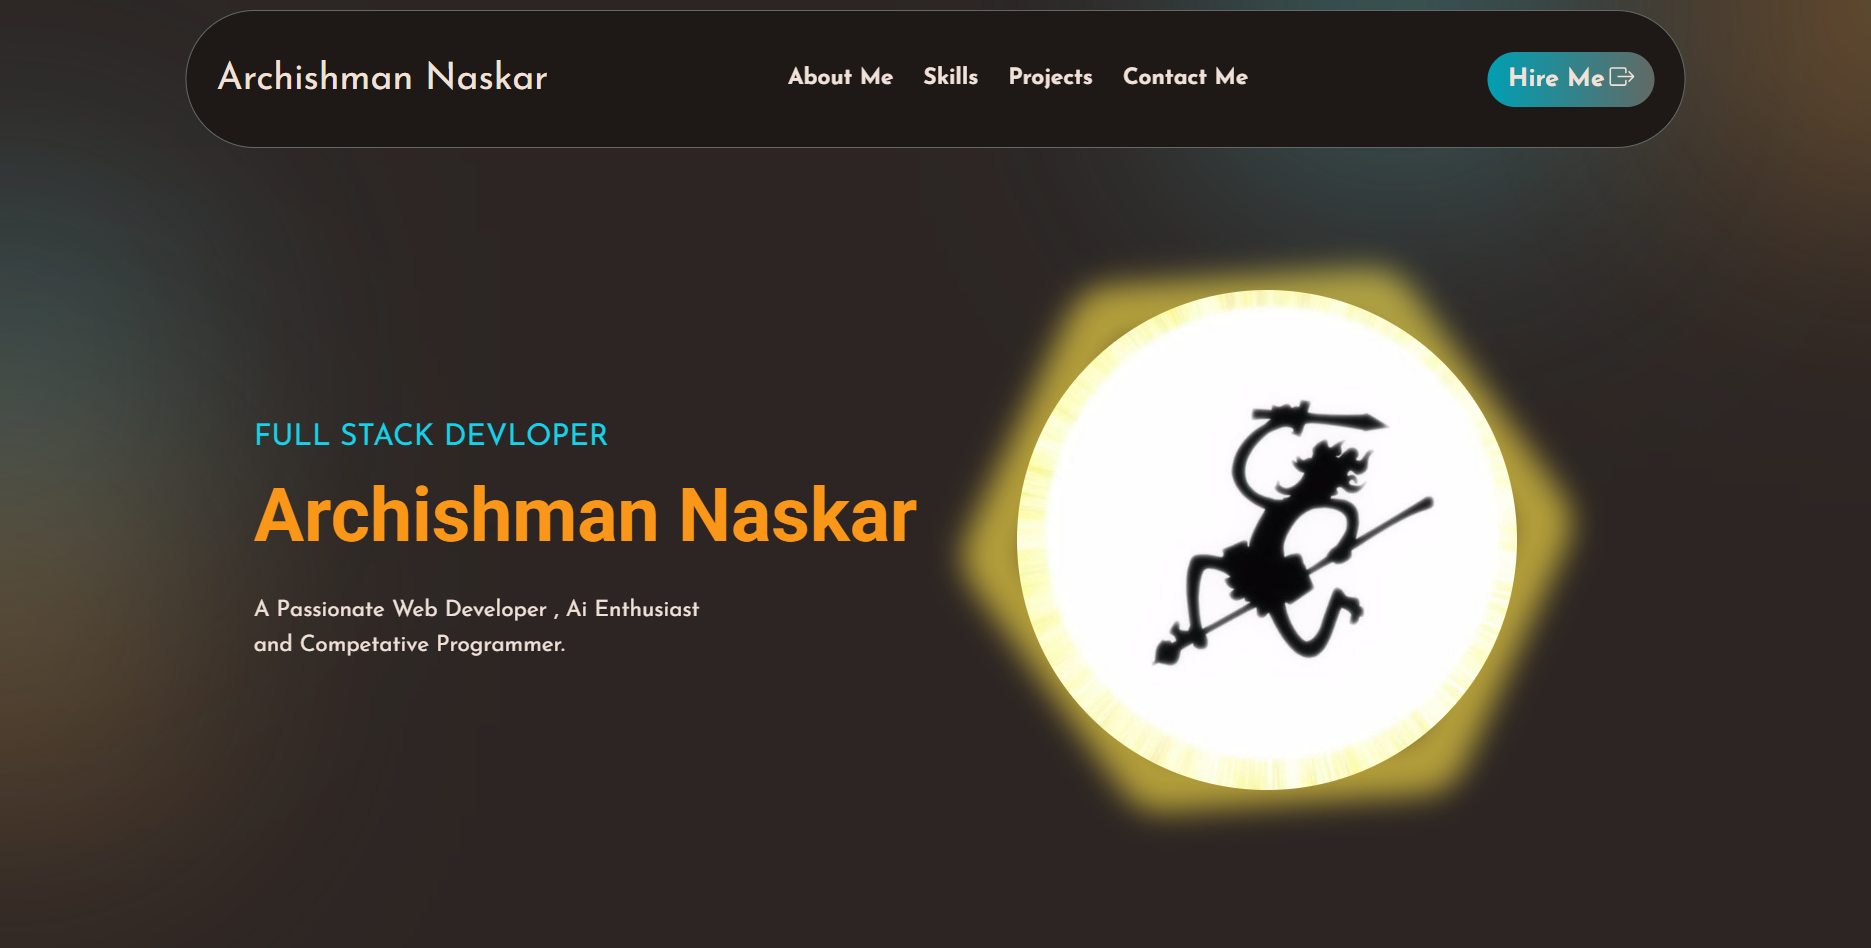 Archishman Naskar
About Me Skills Projects Contact Me
Hire Me
FULL STACK DEVLOPER
Archishman Naskar
A Passionate Web Developer , Ai Enthusiast
and Competative Programmer.